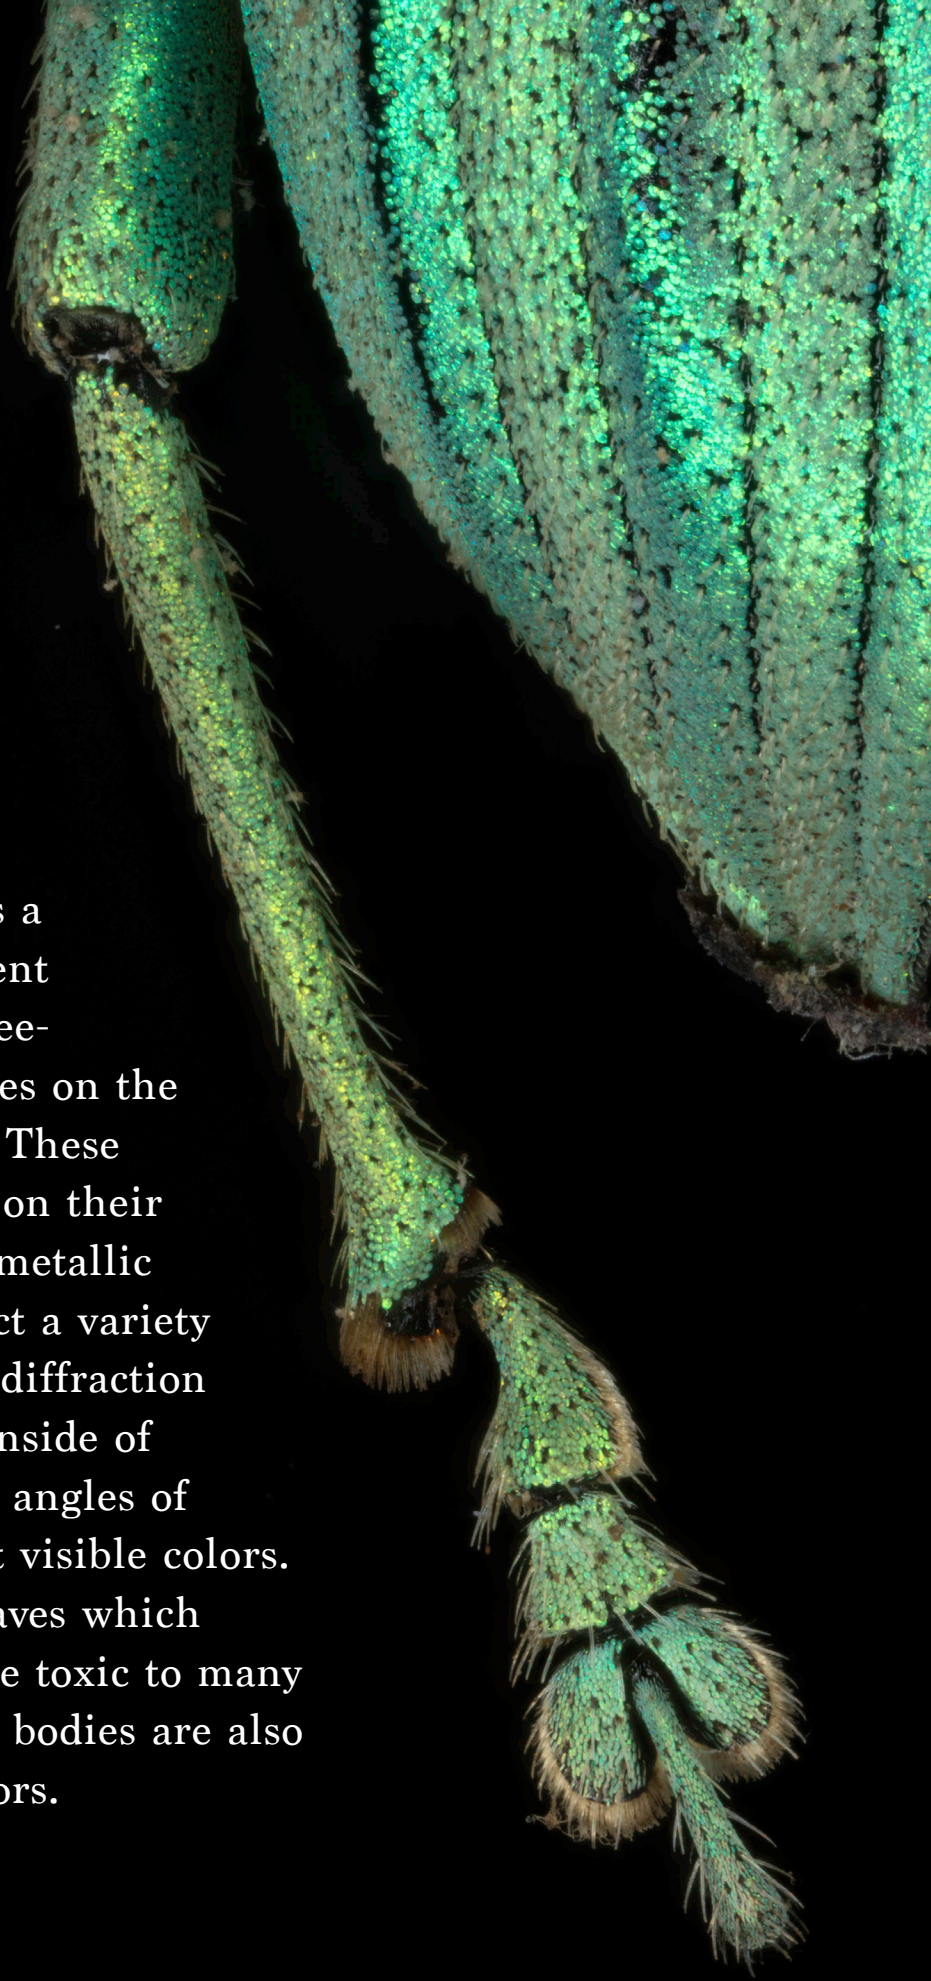 s a
ent
ee-
es on the
These
on their
metallic
ct a variety
diffraction
nside of
angles of
t visible colors.
aves which
e toxic to many
bodies are also
ors.